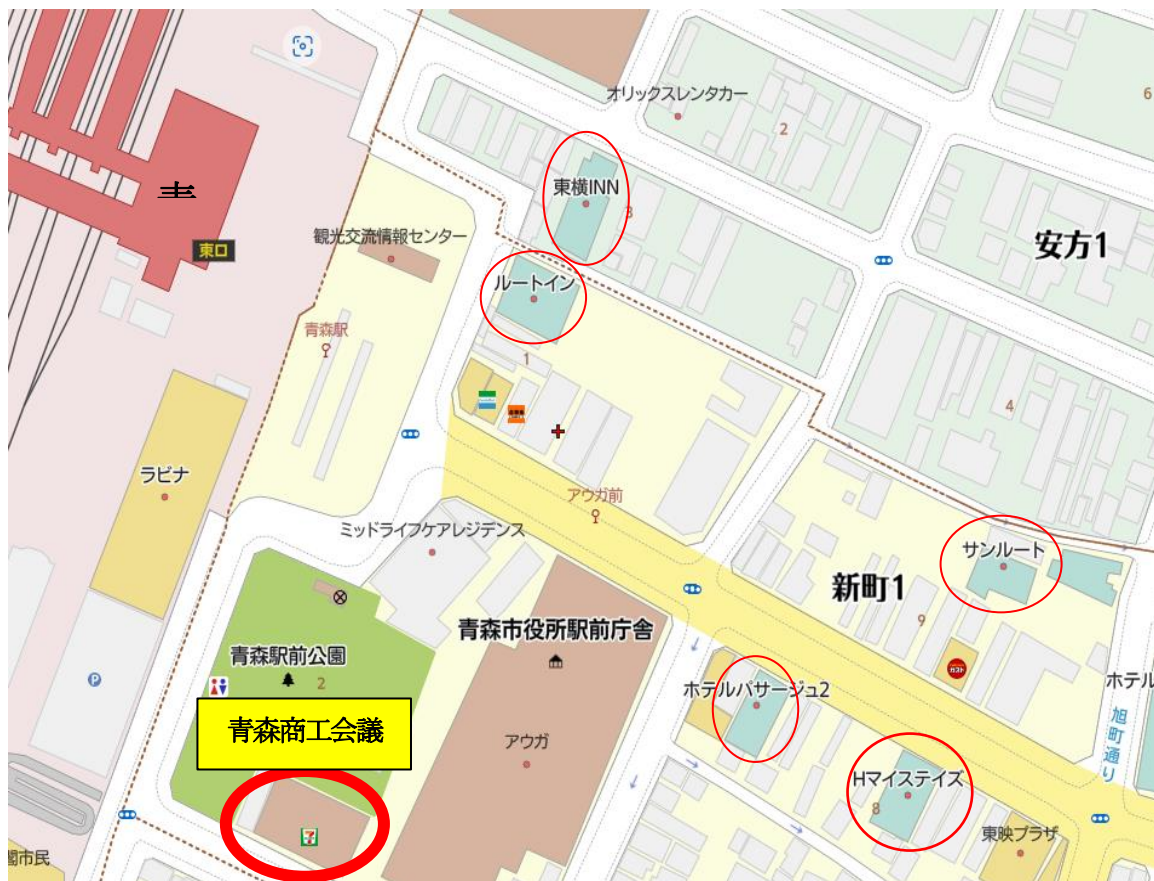 オリックスレンタカー
6
2
東横INN
3
安方1
観光交流情報センター
東口
ルートイン
青森駅
1
4
ラビナ
アウガ前
ミッドライフケアレジデンス
サンルート
新町1
9
青森市役所駅前庁舎
青森駅前公園
2
P
ガスト
ホテルパサージュ2
ホテル
旭町通り
青森商工会議
アウガ
Hマイステイズ
8
東映プラザ
7
閣市民